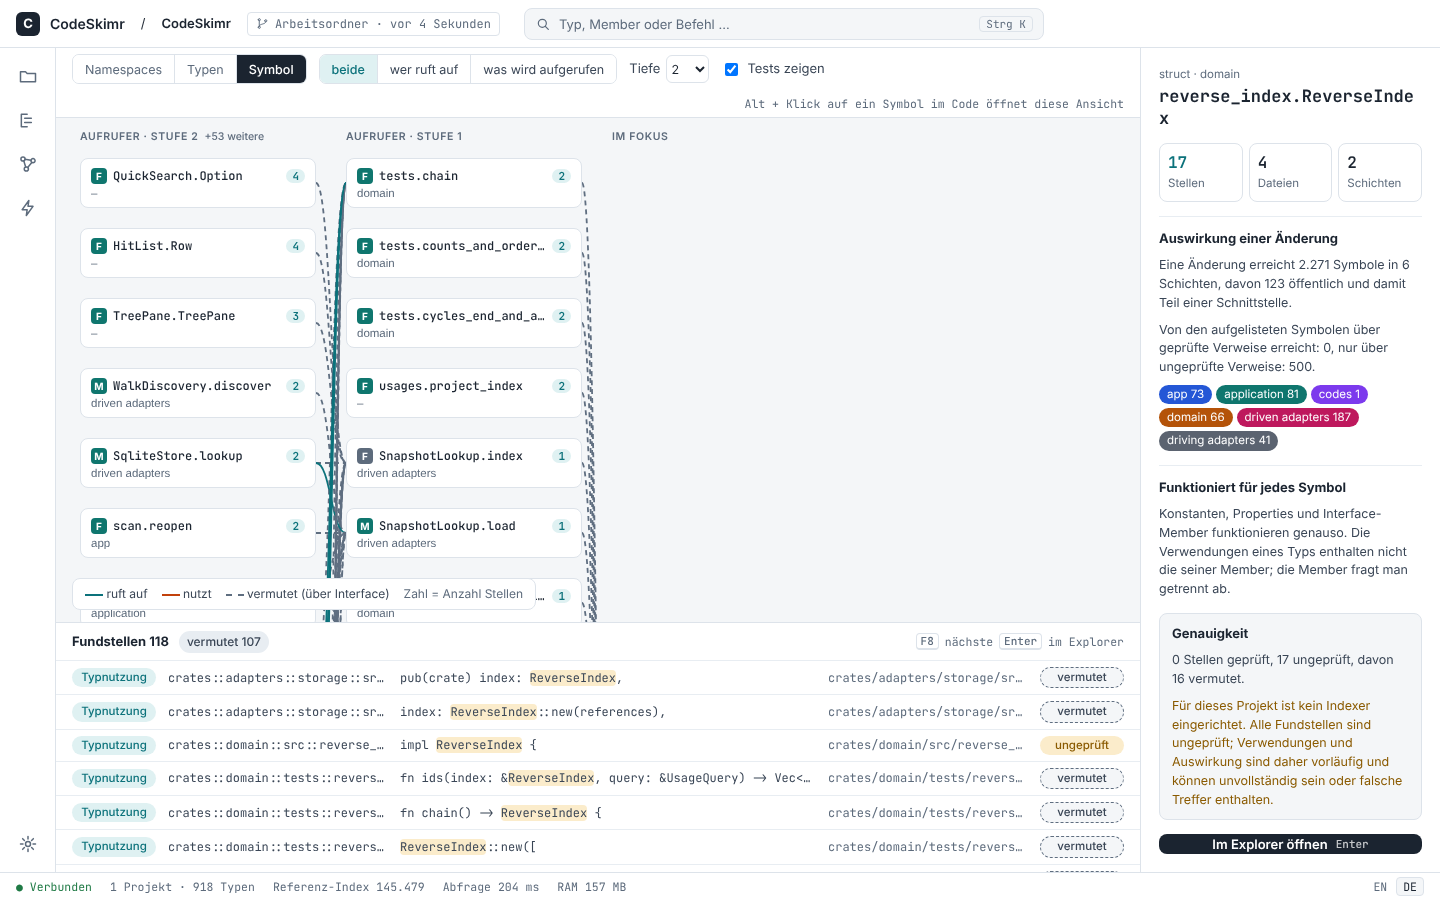 C CodeSkimr / CodeSkimr Arbeitsordner · vor 4 Sekunden Typ, Member oder Befehl … Strg K
Namespaces Typen Symbol beide wer ruft auf was wird aufgerufen Tiefe 2 Tests zeigen
Alt + Klick auf ein Symbol im Code öffnet diese Ansicht
AUFRUFER · STUFE 2 +53 weitere AUFRUFER · STUFE 1 IM FOKUS
F QuickSearch.Option 4
–
F HitList.Row 4
–
F TreePane.TreePane 3
–
M WalkDiscovery.discover 2
driven adapters
M SqliteStore.lookup 2
driven adapters
F scan.reopen 2
app
application
F tests.chain 2
domain
F tests.counts_and_order… 2
domain
F tests.cycles_end_and_a… 2
domain
F usages.project_index 2
–
F SnapshotLookup.index 1
driven adapters
M SnapshotLookup.load 1
driven adapters
… 1
domain
ruft auf nutzt vermutet (über Interface) Zahl = Anzahl Stellen
Fundstellen 118 vermutet 107 F8 nächste Enter im Explorer
Typnutzung crates::adapters::storage::sr… pub(crate) index: ReverseIndex, crates/adapters/storage/sr… vermutet
Typnutzung crates::adapters::storage::sr… index: ReverseIndex::new(references), crates/adapters/storage/sr… vermutet
Typnutzung crates::domain::src::reverse_… impl ReverseIndex { crates/domain/src/reverse_… ungeprüft
Typnutzung crates::domain::tests::revers… fn ids(index: &ReverseIndex, query: &UsageQuery) -> Vec<… crates/domain/tests/revers… vermutet
Typnutzung crates::domain::tests::revers… fn chain() -> ReverseIndex { crates/domain/tests/revers… vermutet
Typnutzung crates::domain::tests::revers… ReverseIndex::new([ crates/domain/tests/revers… vermutet
struct · domain
reverse_index.ReverseInde
x
17 4 2
Stellen Dateien Schichten
Auswirkung einer Änderung
Eine Änderung erreicht 2.271 Symbole in 6
Schichten, davon 123 öffentlich und damit
Teil einer Schnittstelle.
Von den aufgelisteten Symbolen über
geprüfte Verweise erreicht: 0, nur über
ungeprüfte Verweise: 500.
app 73 application 81 codes 1
domain 66 driven adapters 187
driving adapters 41
Funktioniert für jedes Symbol
Konstanten, Properties und Interface-
Member funktionieren genauso. Die
Verwendungen eines Typs enthalten nicht
die seiner Member; die Member fragt man
getrennt ab.
Genauigkeit
0 Stellen geprüft, 17 ungeprüft, davon
16 vermutet.
Für dieses Projekt ist kein Indexer
eingerichtet. Alle Fundstellen sind
ungeprüft; Verwendungen und
Auswirkung sind daher vorläufig und
können unvollständig sein oder falsche
Treffer enthalten.
Im Explorer öffnen Enter
Verbunden 1 Projekt · 918 Typen Referenz-Index 145.479 Abfrage 204 ms RAM 157 MB EN DE